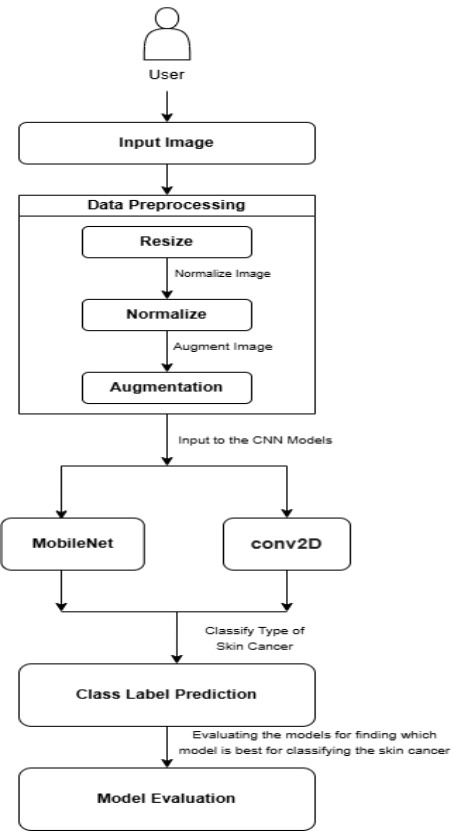 User
Input Image
Data Preprocessing
Resize
Normalize Image
Normalize
Augment Image
Augmentation
Input to the CNN Models
MobileNet
conv2D
Classify Type of
Skin Cancer
Class Label Prediction
Evaluating the models for finding which
model is best for classifying the skin cancer
Model Evaluation